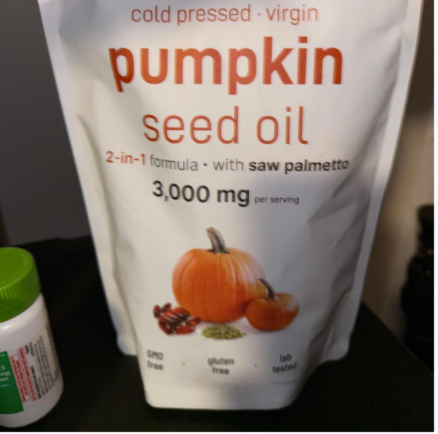 cold pressed · virgin
pumpkin
seed oil
2-in-1 formula • with saw palmetto
3,000 mg per serving
GMO free · gluten free · lab tested